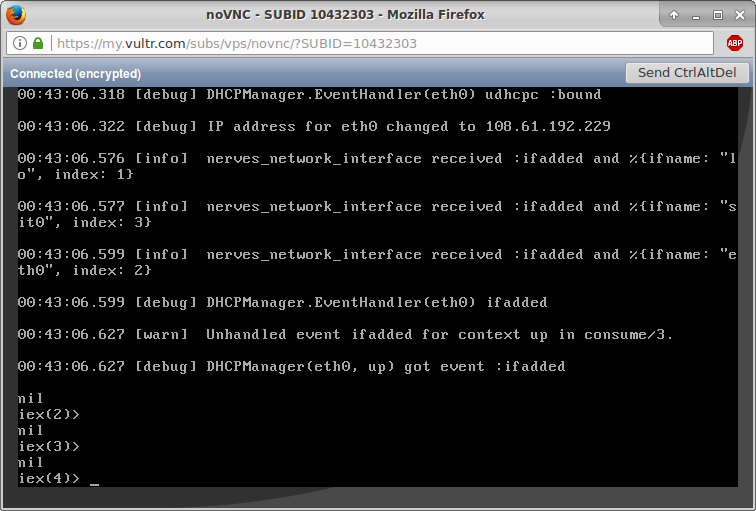 noVNC - SUBID 10432303 - Mozilla Firefox
https://my.vultr.com/subs/vps/novnc/?SUBID=10432303
ABP
Connected (encrypted)
Send CtrlAltDel
00:43:06.318 [debug] DHCPManager.EventHandler(eth0) udhcpc :bound
00:43:06.322 [debug] IP address for eth0 changed to 108.61.192.229
00:43:06.576 [info]  nerves_network_interface received :ifadded and %{ifname: "l
o", index: 1}
00:43:06.577 [info]  nerves_network_interface received :ifadded and %{ifname: "s
it0", index: 3}
00:43:06.599 [info]  nerves_network_interface received :ifadded and %{ifname: "e
th0", index: 2}
00:43:06.599 [debug] DHCPManager.EventHandler(eth0) ifadded
00:43:06.627 [warn]  Unhandled event ifadded for context up in consume/3.
00:43:06.627 [debug] DHCPManager(eth0, up) got event :ifadded
nil
iex(2)>
nil
iex(3)>
nil
iex(4)> _